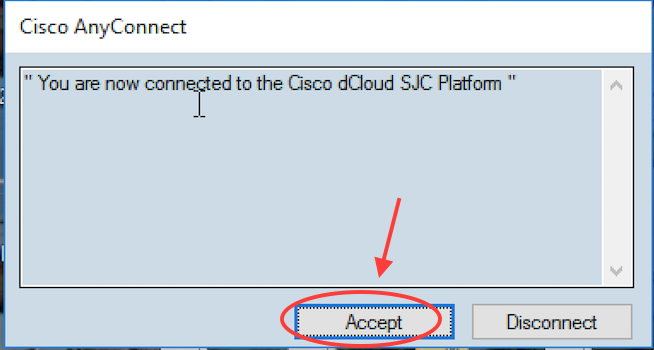 Cisco AnyConnect
" You are now connected to the Cisco dCloud SJC Platform "
Accept
Disconnect